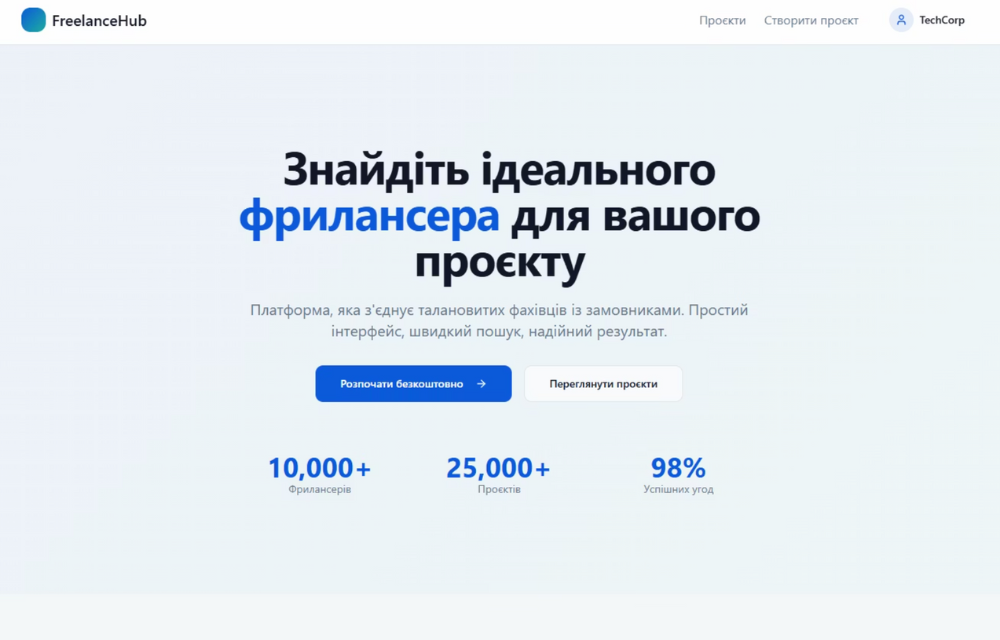 FreelanceHub
Проєкти
Створити проєкт
TechCorp
Знайдіть ідеального
фрилансера для вашого
проєкту
Платформа, яка з'єднує талановитих фахівців із замовниками. Простий
інтерфейс, швидкий пошук, надійний результат.
Розпочати безкоштовно →
Переглянути проєкти
10,000+
Фрилансерів
25,000+
Проєктів
98%
Успішних угод